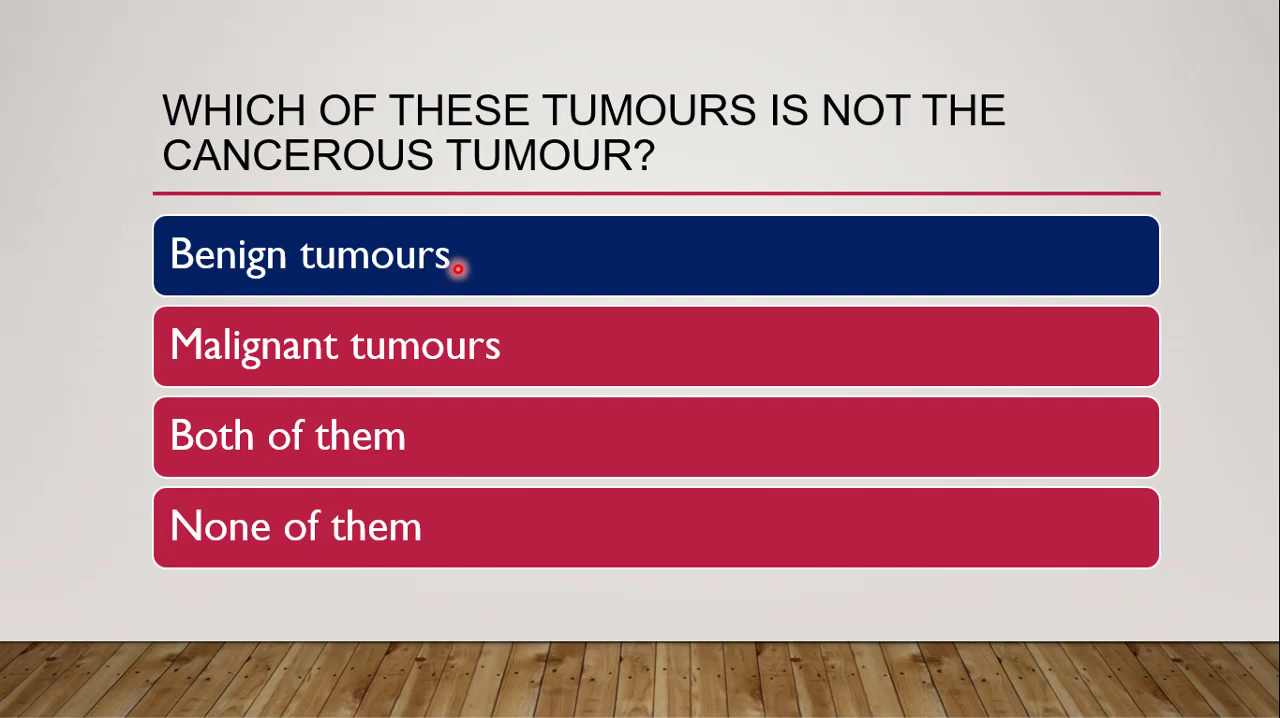 WHICH OF THESE TUMOURS IS NOT THE
CANCEROUS TUMOUR?
Benign tumours
Malignant tumours
Both of them
None of them